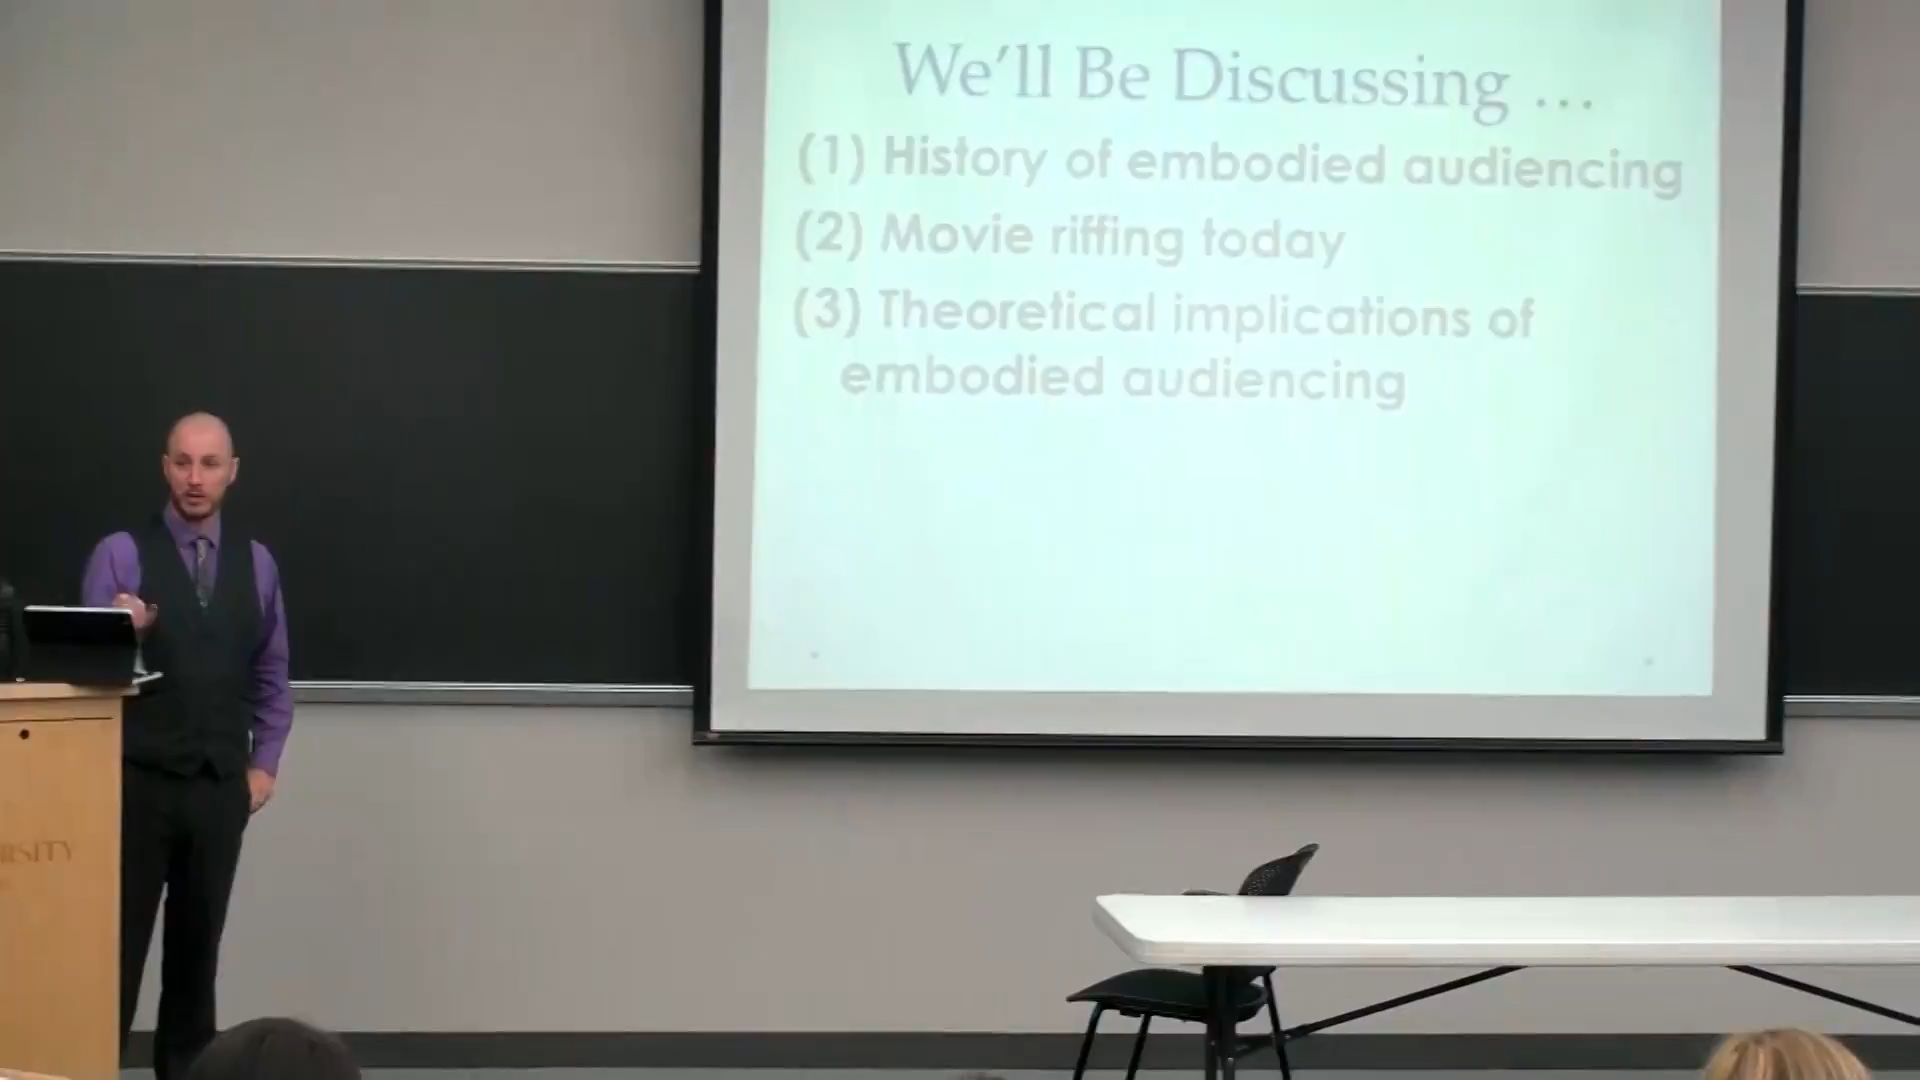 We'll Be Discussing ...
(1) History of embodied audiencing
(2) Movie riffing today
(3) Theoretical implications of
embodied audiencing
RSITY